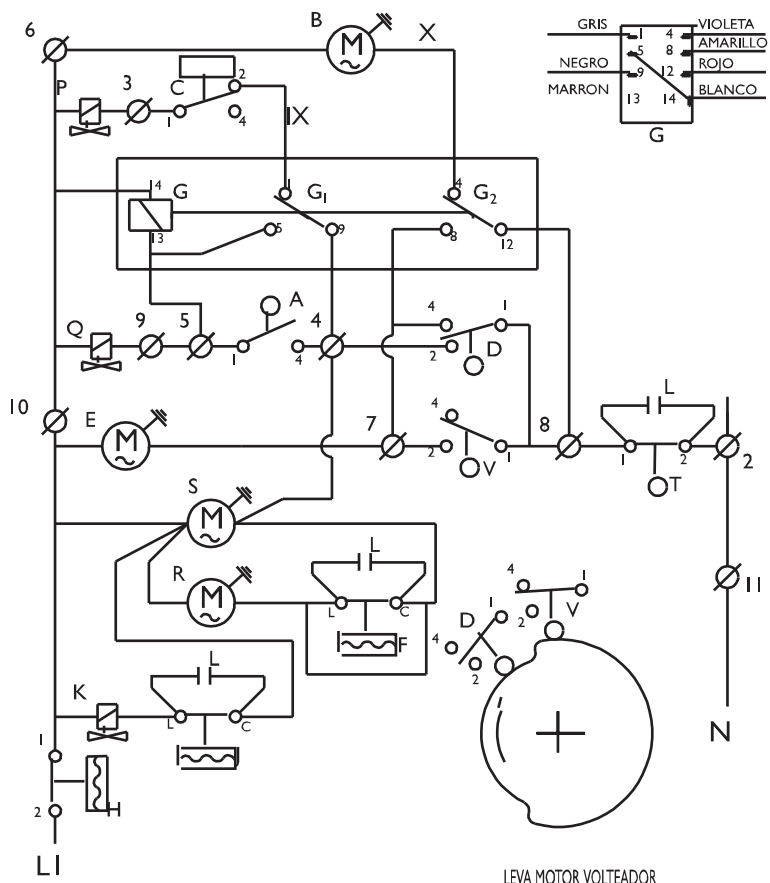 6
B
X
P
3
C
2
1
4
IX
GRIS
1
4
VIOLETA
5
8
AMARILLO
NEGRO
9
12
ROJO
MARRON
13
14
BLANCO
G
14
G
13
1
G1
5
9
4
G2
8
12
Q
9
5
A
1
4
4
4
1
2
D
10
E
7
4
2
V
1
8
L
1
2
T
2
S
R
L
L
C
F
11
K
L
L
C
4
1
V
2
D
1
4
2
N
1
H
2
L1
LEVA MOTOR VOLTEADOR